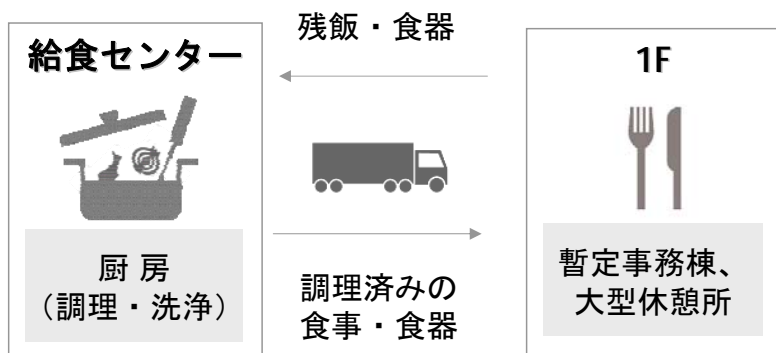 給食センター
厨 房
（調理・洗浄）
残飯・食器
調理済みの
食事・食器
1F
暫定事務棟、
大型休憩所